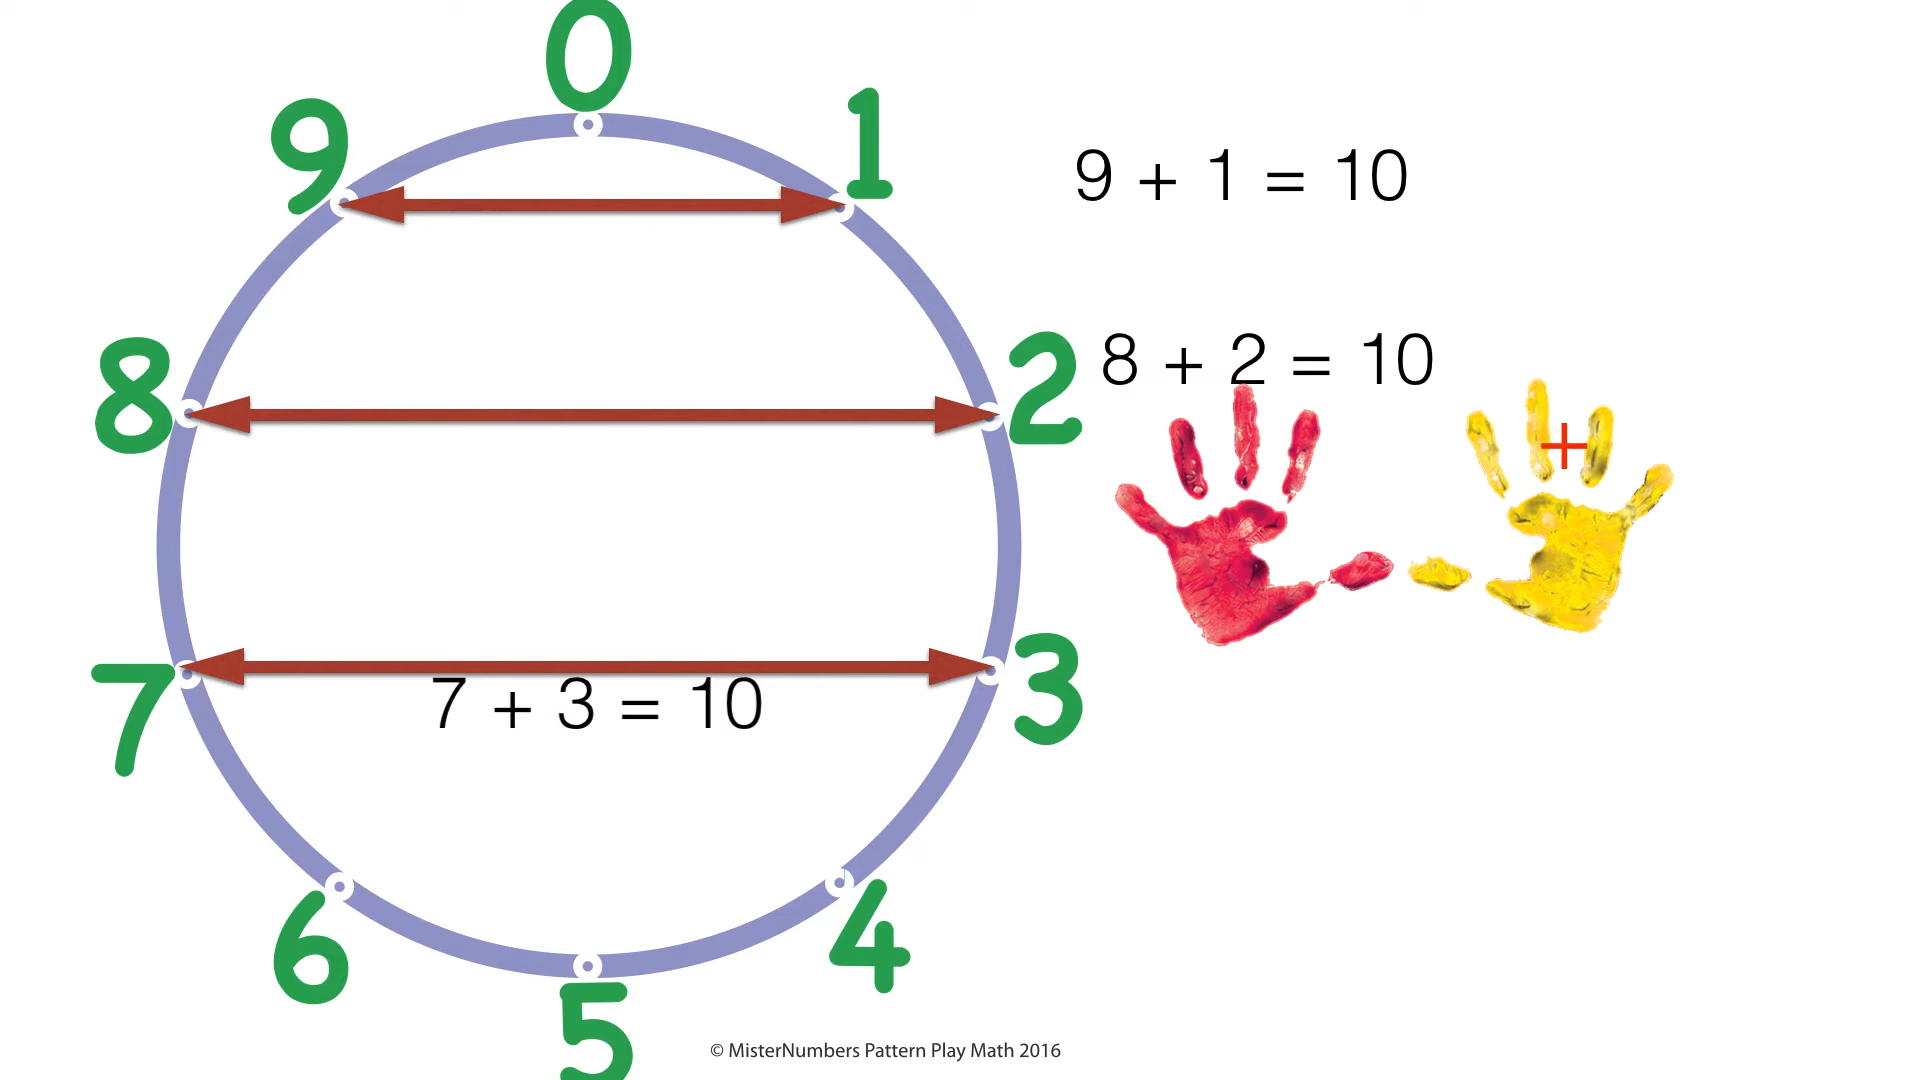 0
9
1
9 + 1 = 10
8
2
8 + 2 = 10
+
7
3
7 + 3 = 10
6
4
5
© MisterNumbers Pattern Play Math 2016